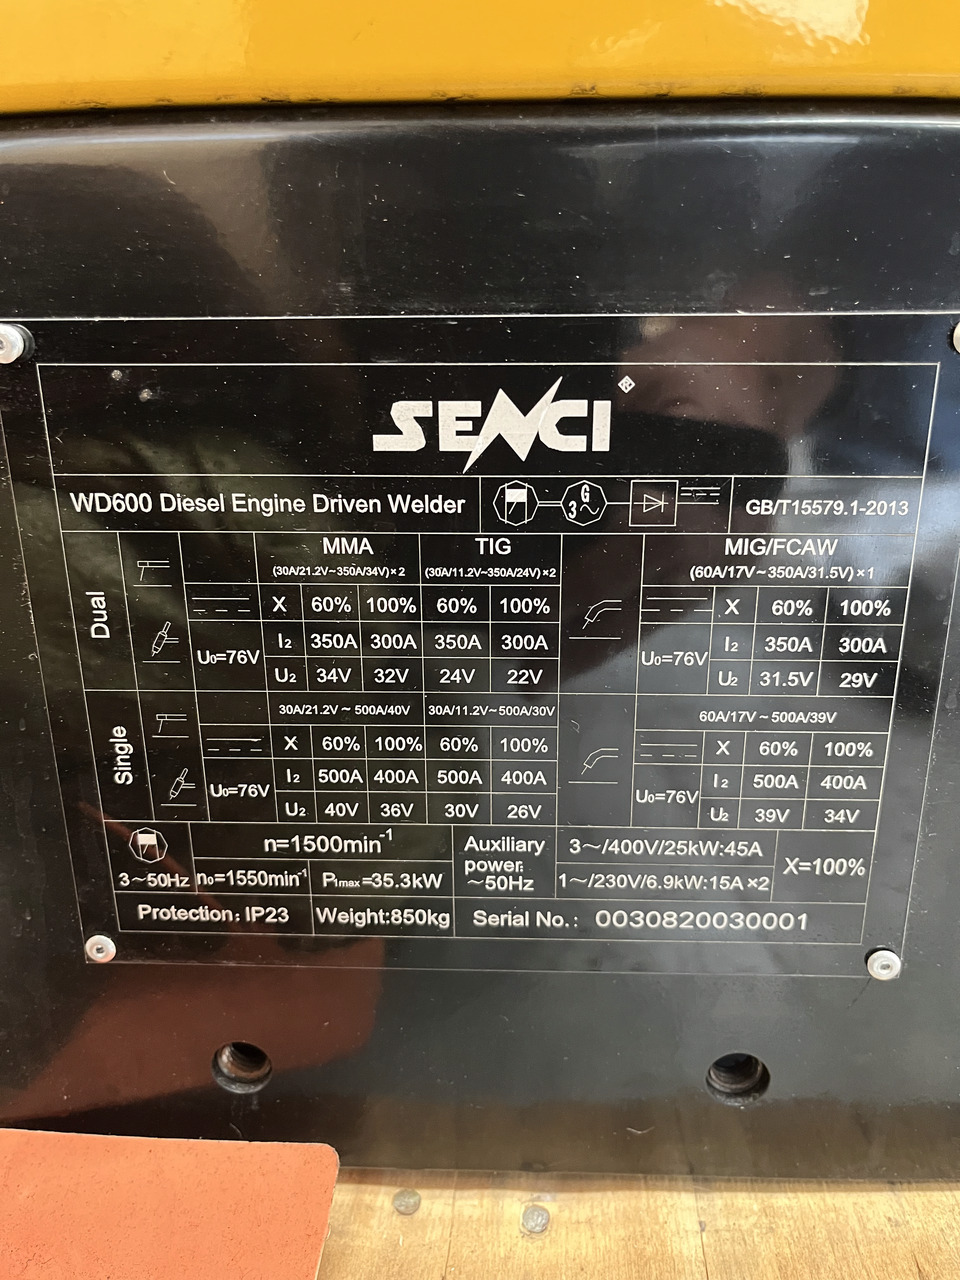 SENCI ®
WD600 Diesel Engine Driven Welder
G
3~
GB/T15579.1-2013
Dual
MMA
(30A/21.2V~350A/34V)×2
TIG
(30A/11.2V~350A/24V)×2
MIG/FCAW
(60A/17V~350A/31.5V)×1
X 60% 100% 60% 100% X 60% 100%
U₀=76V I₂ 350A 300A 350A 300A U₀=76V I₂ 350A 300A
U₂ 34V 32V 24V 22V U₂ 31.5V 29V
Single
30A/21.2V ~ 500A/40V 30A/11.2V~500A/30V 60A/17V ~ 500A/39V
X 60% 100% 60% 100% X 60% 100%
U₀=76V I₂ 500A 400A 500A 400A U₀=76V I₂ 500A 400A
U₂ 40V 36V 30V 26V U₂ 39V 34V
3~50Hz
n=1500min⁻¹
n₀=1550min⁻¹ P₁max=35.3kW
Auxiliary
power:
~50Hz
3~/400V/25kW:45A
1~/230V/6.9kW:15A×2
X=100%
Protection: IP23 Weight:850kg Serial No.: 0030820030001